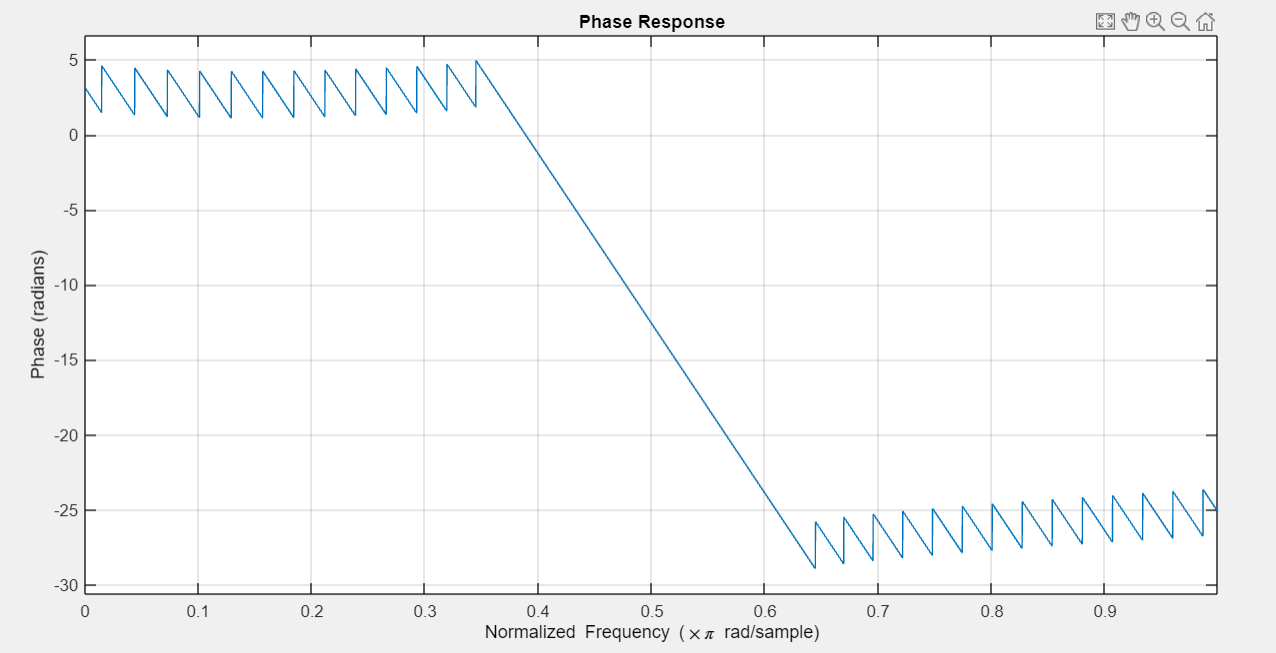 Phase Response
5
0
-5
-10
-15
-20
-25
-30
Phase (radians)
0 0.1 0.2 0.3 0.4 0.5 0.6 0.7 0.8 0.9
Normalized Frequency (×π rad/sample)